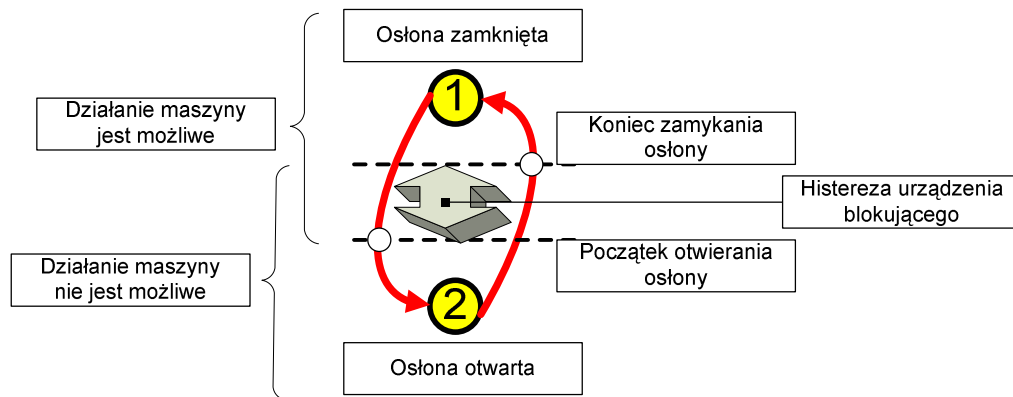 Osłona zamknięta
1
Działanie maszyny
jest możliwe
Koniec zamykania
osłony
Histereza urządzenia
blokującego
Początek otwierania
osłony
Działanie maszyny
nie jest możliwe
2
Osłona otwarta